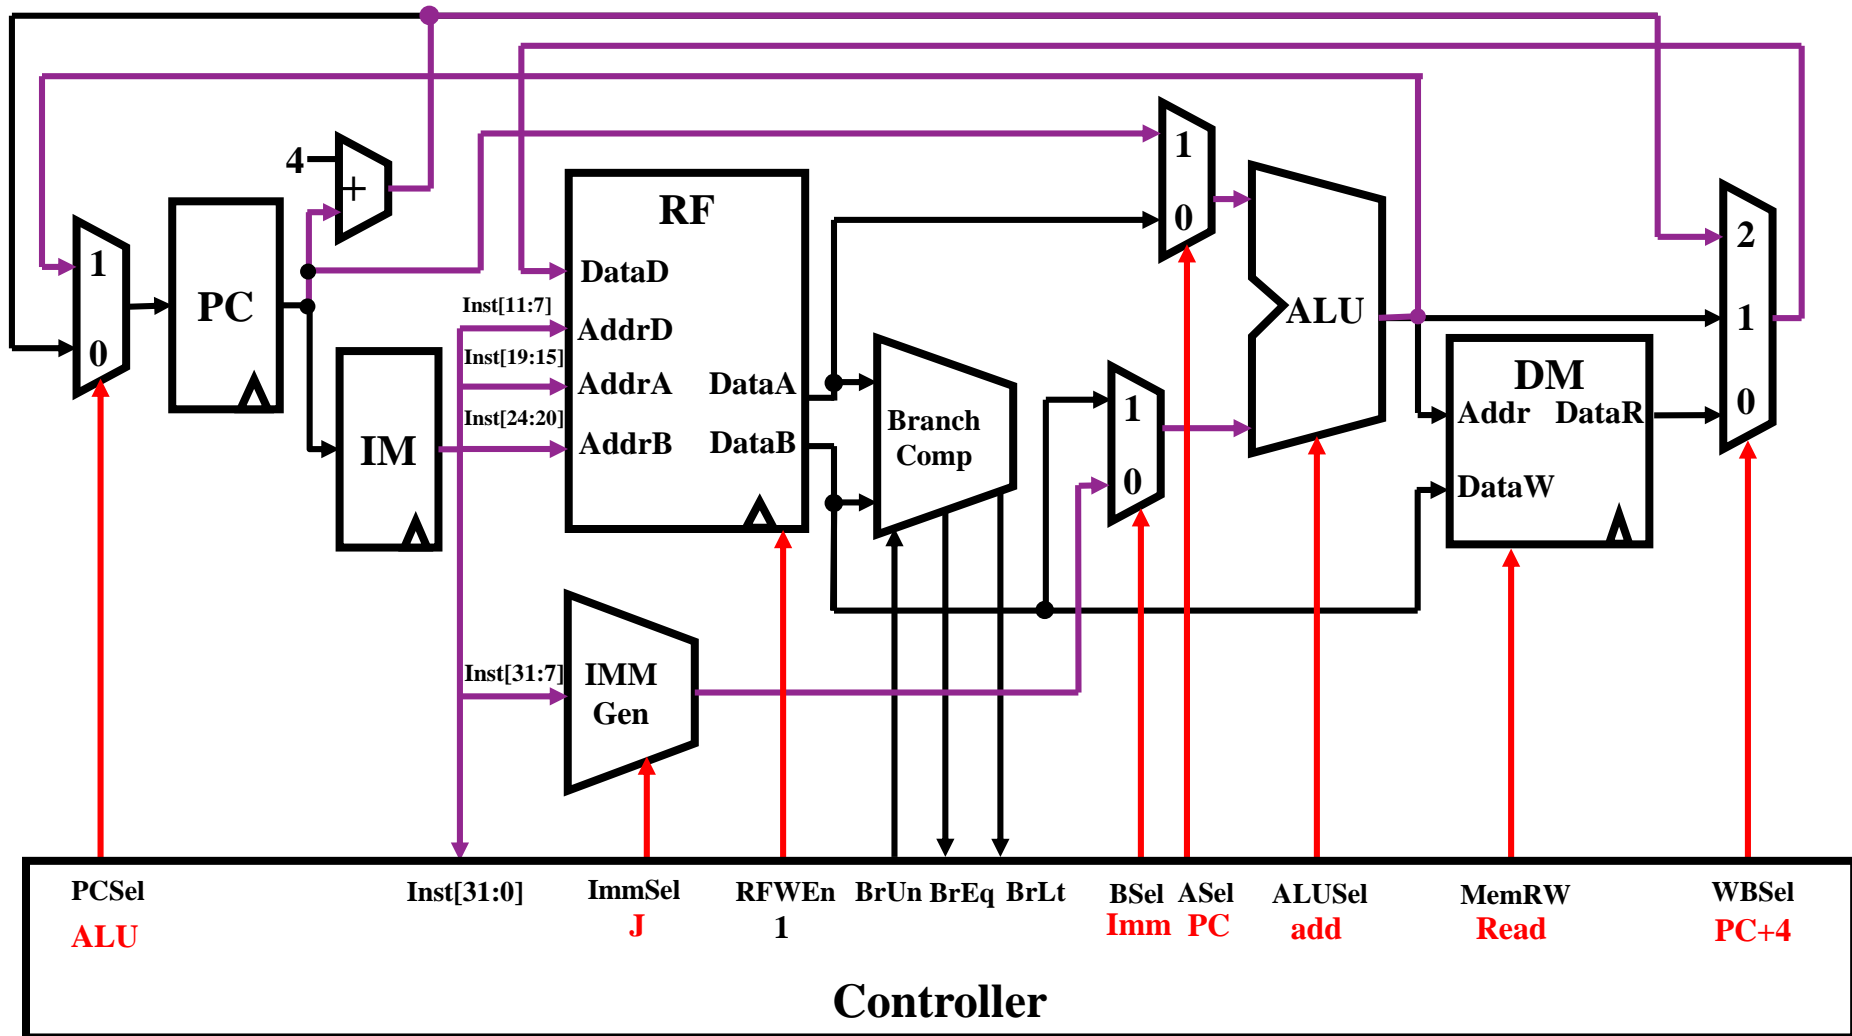 1
4
+
RF
1
0
2
DataD
PC
Inst[11:7]
AddrD
ALU
1
0
Inst[19:15]
AddrA
DataA
DM
Inst[24:20]
Branch
Comp
1
0
Addr
DataR
0
IM
AddrB
DataB
DataW
Inst[31:7]
IMM
Gen
PCSel
Inst[31:0]
ImmSel
RFWEn
BrUn
BrEq
BrLt
BSel
ASel
ALUSel
MemRW
WBSel
ALU
J
1
Imm
PC
add
Read
PC+4
Controller